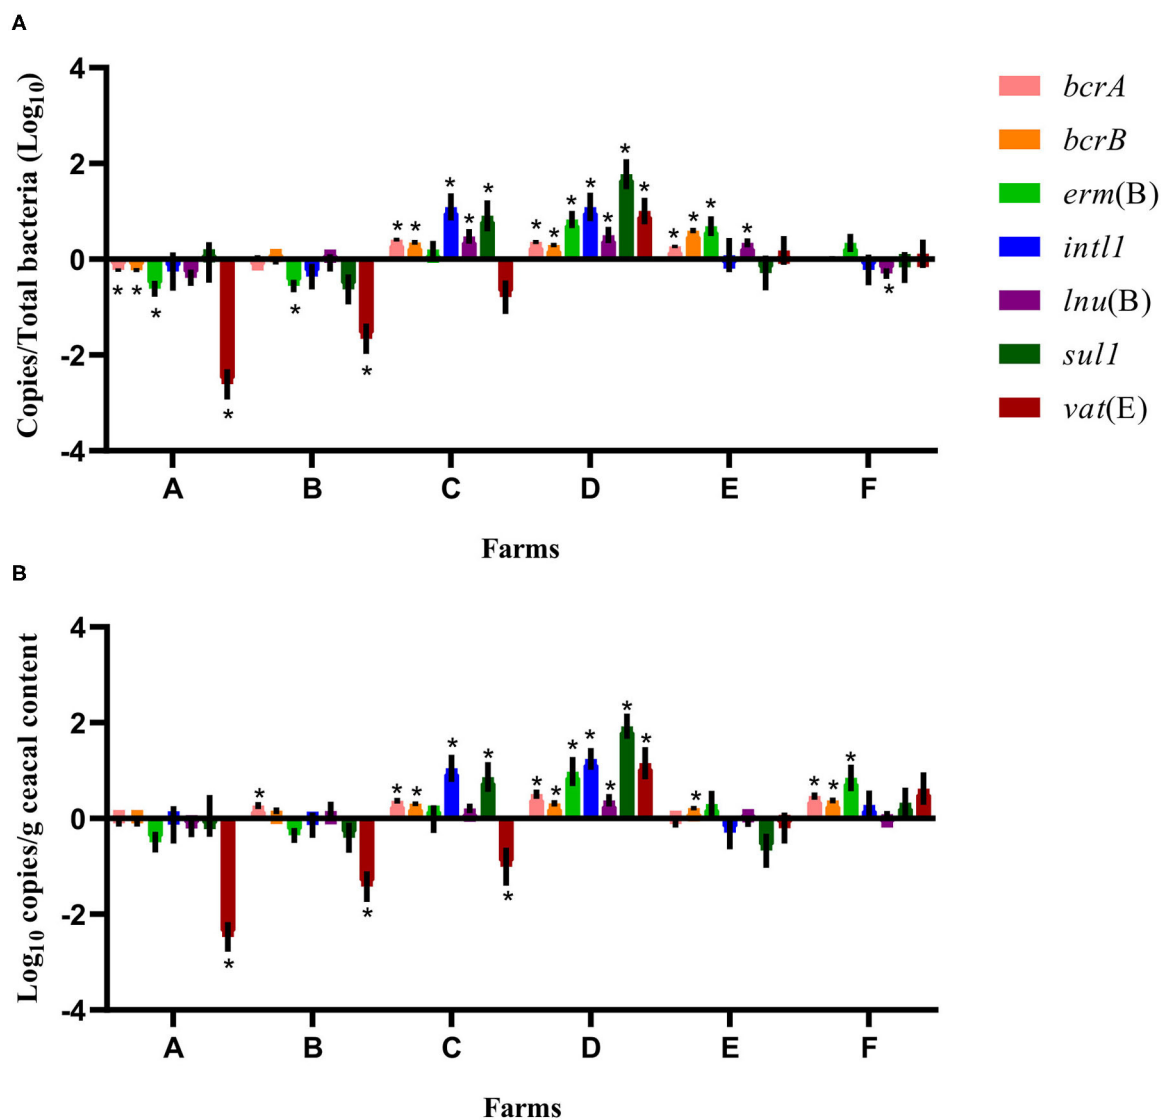 A
Copies/Total bacteria (Log10)
4
2
0
-2
-4
* * * * * * * * * * * * * * * * * * * * * * * * *
A B C D E F
Farms
bcrA
bcrB
erm(B)
intI1
lnu(B)
sul1
vat(E)
B
Log10 copies/g ceacal content
4
2
0
-2
-4
* * * * * * * * * * * * * * * * * * *
A B C D E F
Farms